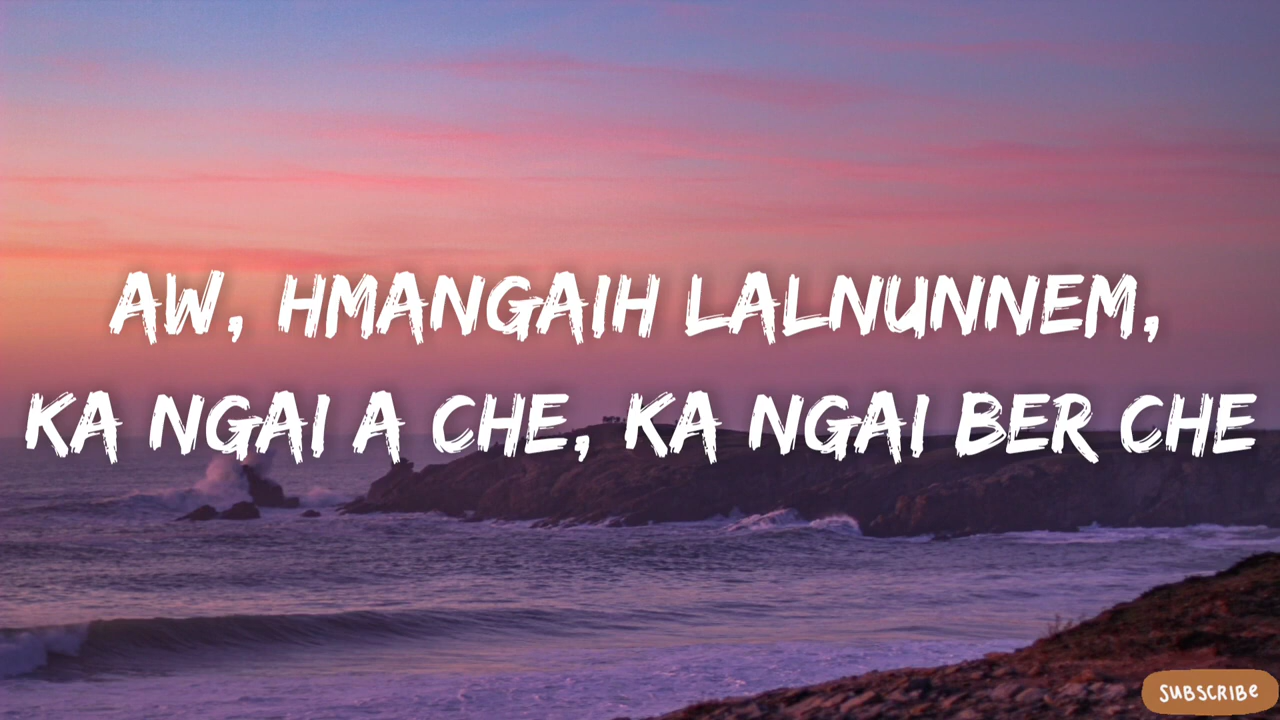 AW, HMANGAIH LALNUNNEM,
KA NGAI A CHE, KA NGAI BER CHE
SUBSCRIBE